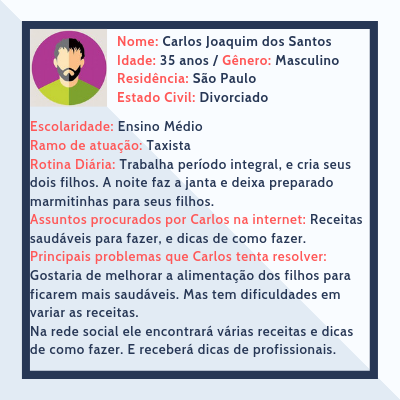 Nome: Carlos Joaquim dos Santos
Idade: 35 anos / Gênero: Masculino
Residência: São Paulo
Estado Civil: Divorciado
Escolaridade: Ensino Médio
Ramo de atuação: Taxista
Rotina Diária: Trabalha período integral, e cria seus
dois filhos. A noite faz a janta e deixa preparado
marmitinhas para seus filhos.
Assuntos procurados por Carlos na internet: Receitas
saudáveis para fazer, e dicas de como fazer.
Principais problemas que Carlos tenta resolver:
Gostaria de melhorar a alimentação dos filhos para
ficarem mais saudáveis. Mas tem dificuldades em
variar as receitas.
Na rede social ele encontrará várias receitas e dicas
de como fazer. E receberá dicas de profissionais.